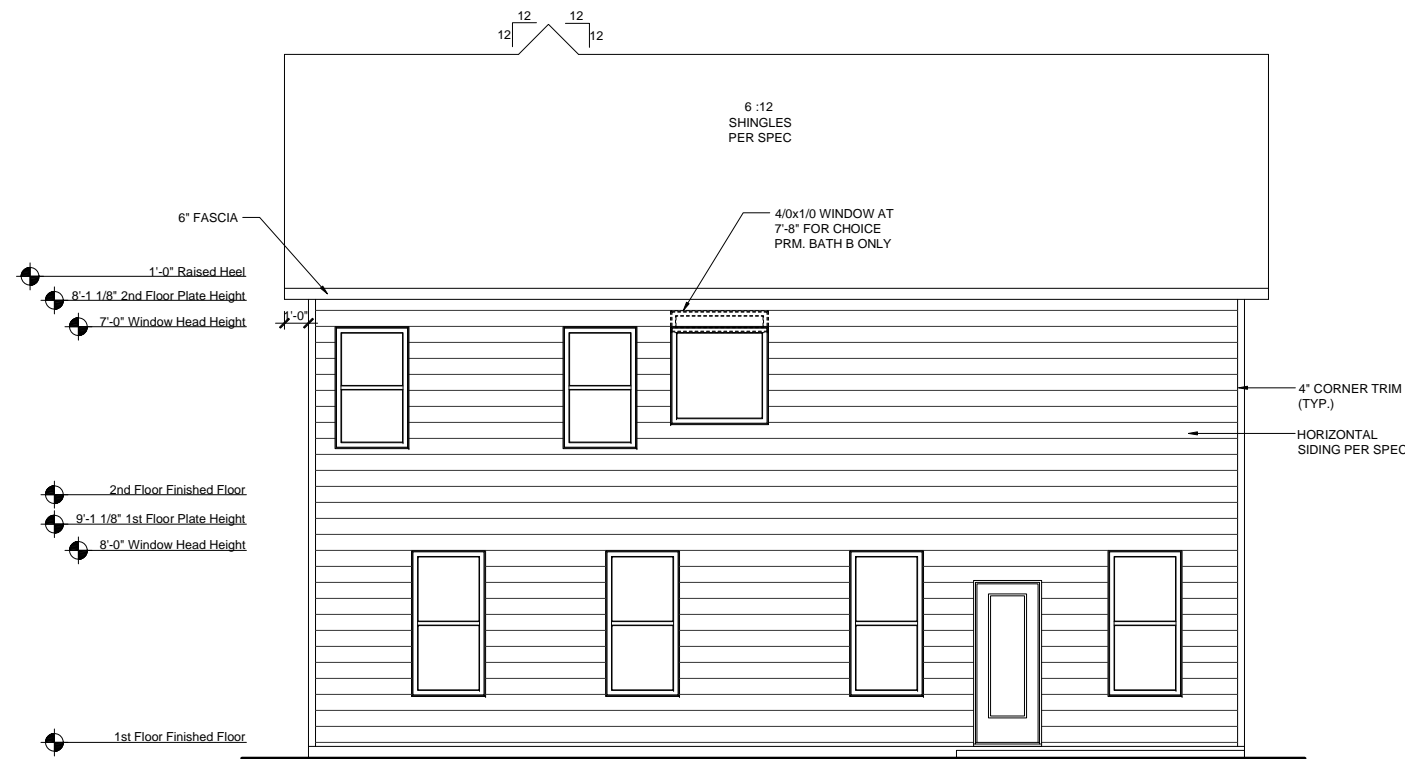 12
12
12
12
6 :12
SHINGLES
PER SPEC
6" FASCIA
4/0x1/0 WINDOW AT
7'-8" FOR CHOICE
PRM. BATH B ONLY
1'-0" Raised Heel
8'-1 1/8" 2nd Floor Plate Height
1'-0"
7'-0" Window Head Height
4" CORNER TRIM
(TYP.)
HORIZONTAL
SIDING PER SPEC
2nd Floor Finished Floor
9'-1 1/8" 1st Floor Plate Height
8'-0" Window Head Height
1st Floor Finished Floor